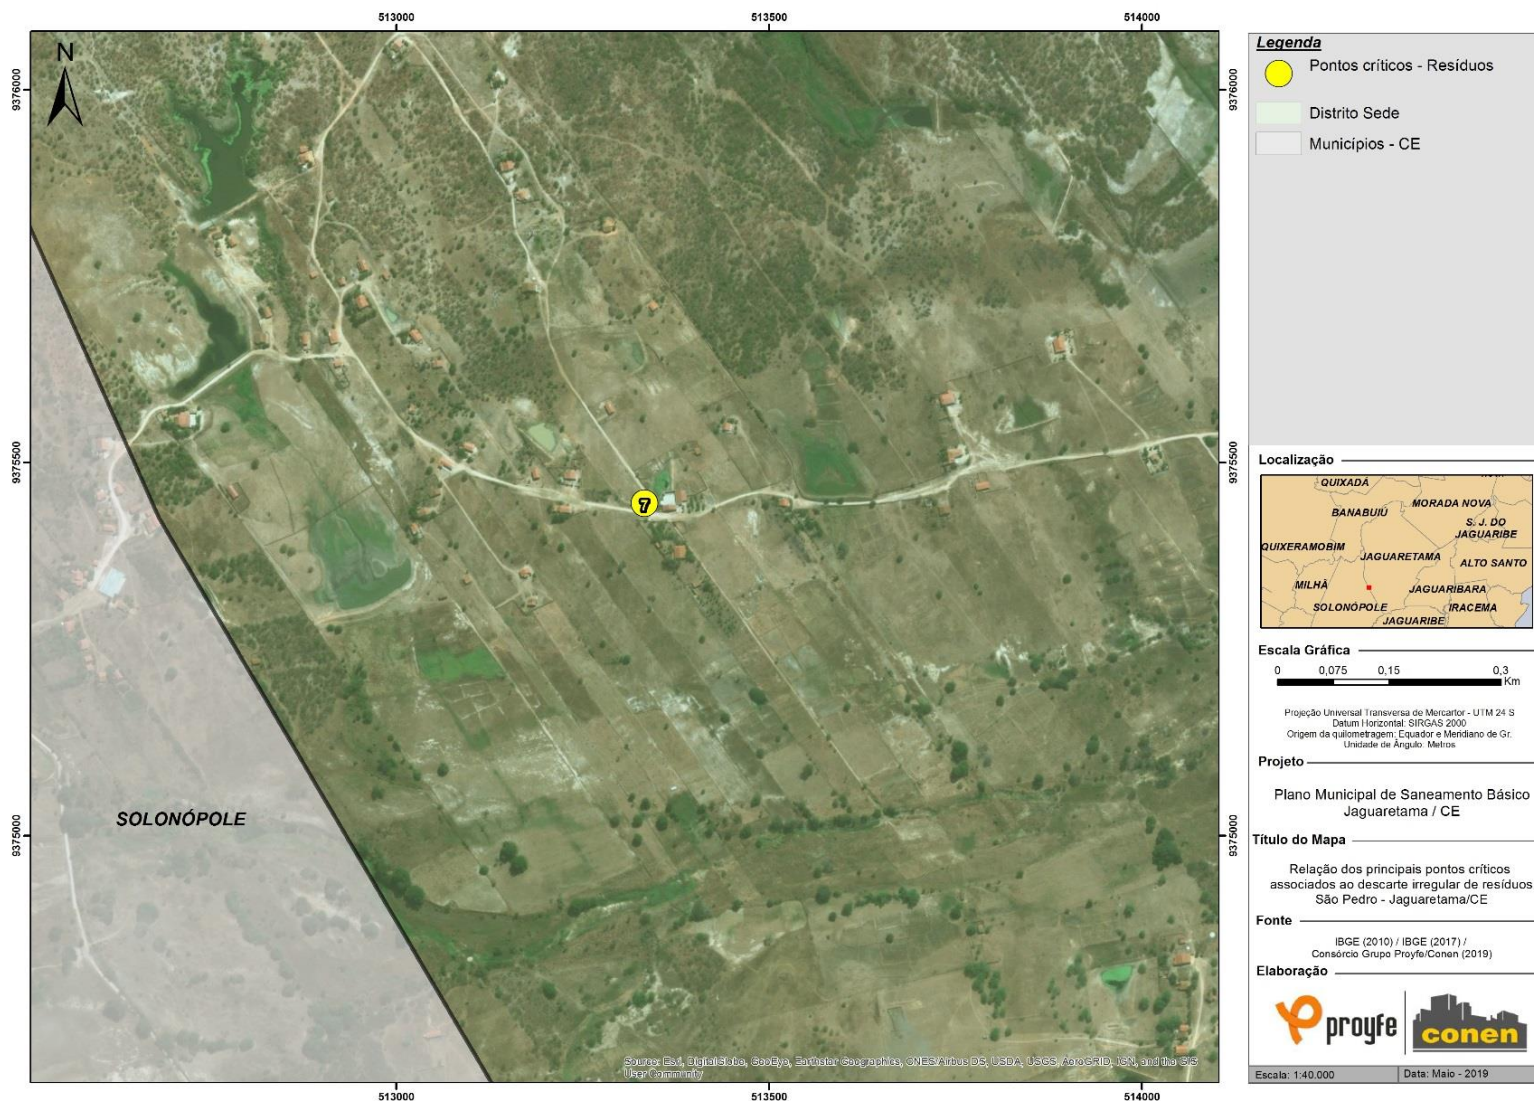 513000
513500
514000
N
9376000
9376000
9375500
9375500
9375000
9375000
7
SOLONÓPOLE
Source: Esri, DigitalGlobe, GeoEye, Earthstar Geographics, CNES/Airbus DS, USDA, USGS, AeroGRID, IGN, and the GIS
User Community
513000
513500
514000
Legenda
Pontos críticos - Resíduos
Distrito Sede
Municípios - CE
Localização
QUIXADÁ
MORADA NOVA
BANABUIÚ
S. J. DO
JAGUARIBE
QUIXERAMOBIM
JAGUARETAMA
ALTO SANTO
MILHÃ
JAGUARIBARA
SOLONÓPOLE
IRACEMA
JAGUARIBE
Escala Gráfica
0 0,075 0,15 0,3
Km
Projeção Universal Transversa de Mercartor - UTM 24 S
Datum Horizontal: SIRGAS 2000
Origem da quilometragem: Equador e Meridiano de Gr.
Unidade de Ângulo: Metros
Projeto
Plano Municipal de Saneamento Básico
Jaguaretama / CE
Título do Mapa
Relação dos principais pontos críticos
associados ao descarte irregular de resíduos
São Pedro - Jaguaretama/CE
Fonte
IBGE (2010) / IBGE (2017) /
Consórcio Grupo Proyfe/Conen (2019)
Elaboração
proyfe
conen
Escala: 1:40.000
Data: Maio - 2019